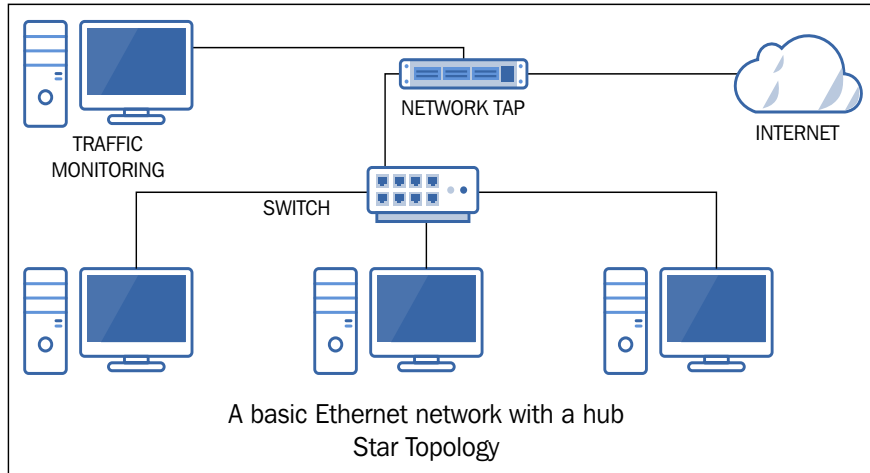 NETWORK TAP
INTERNET
TRAFFIC
MONITORING
SWITCH
A basic Ethernet network with a hub
Star Topology